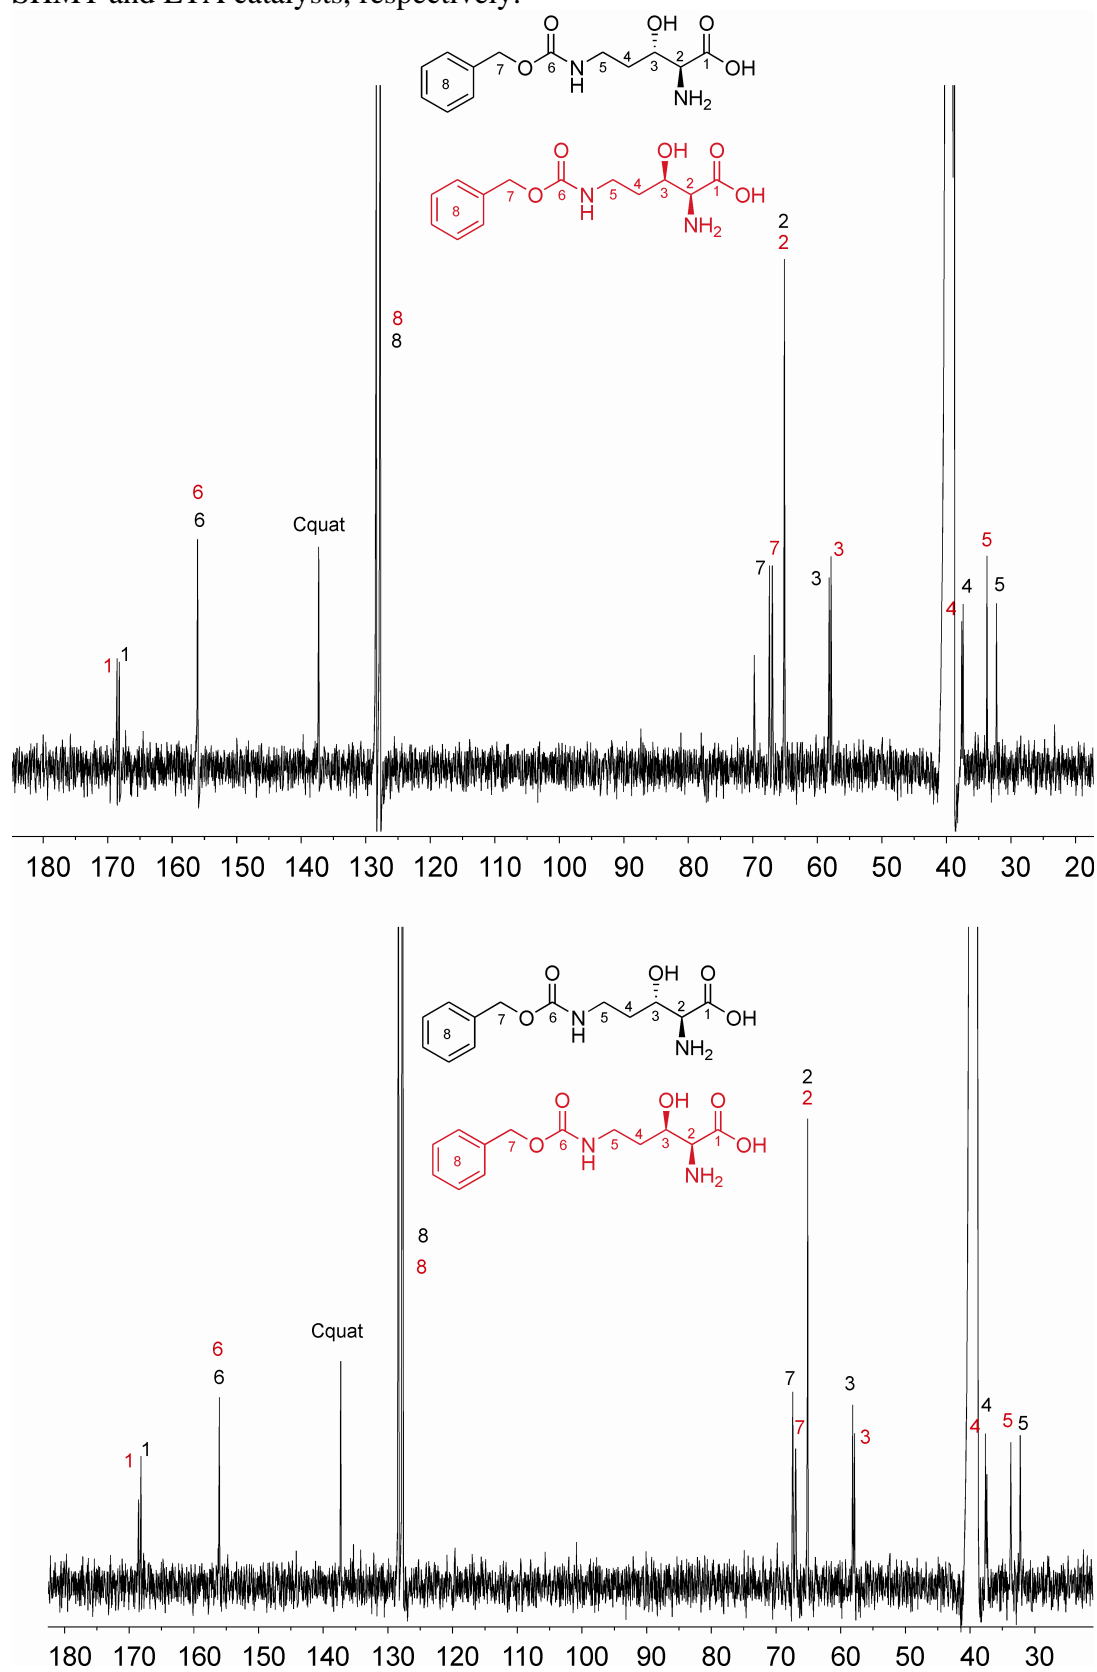 SHMT and LTA catalysts, respectively.
OH
O
O
4
2
7
O
6
N
H
5
3
1
OH
8
NH2
OH
O
O
4
2
7
O
6
N
H
5
3
1
OH
8
NH2
2
2
8
8
6
6
Cquat
7
7
3
3
5
4
4
5
1
1
180 170 160 150 140 130 120 110 100 90 80 70 60 50 40 30 20
OH
O
O
4
2
7
O
6
N
H
5
3
1
OH
8
NH2
OH
O
O
4
2
7
O
6
N
H
5
3
1
OH
8
NH2
2
2
8
8
Cquat
6
6
7
7
3
3
4
4
5
5
1
1
180 170 160 150 140 130 120 110 100 90 80 70 60 50 40 30